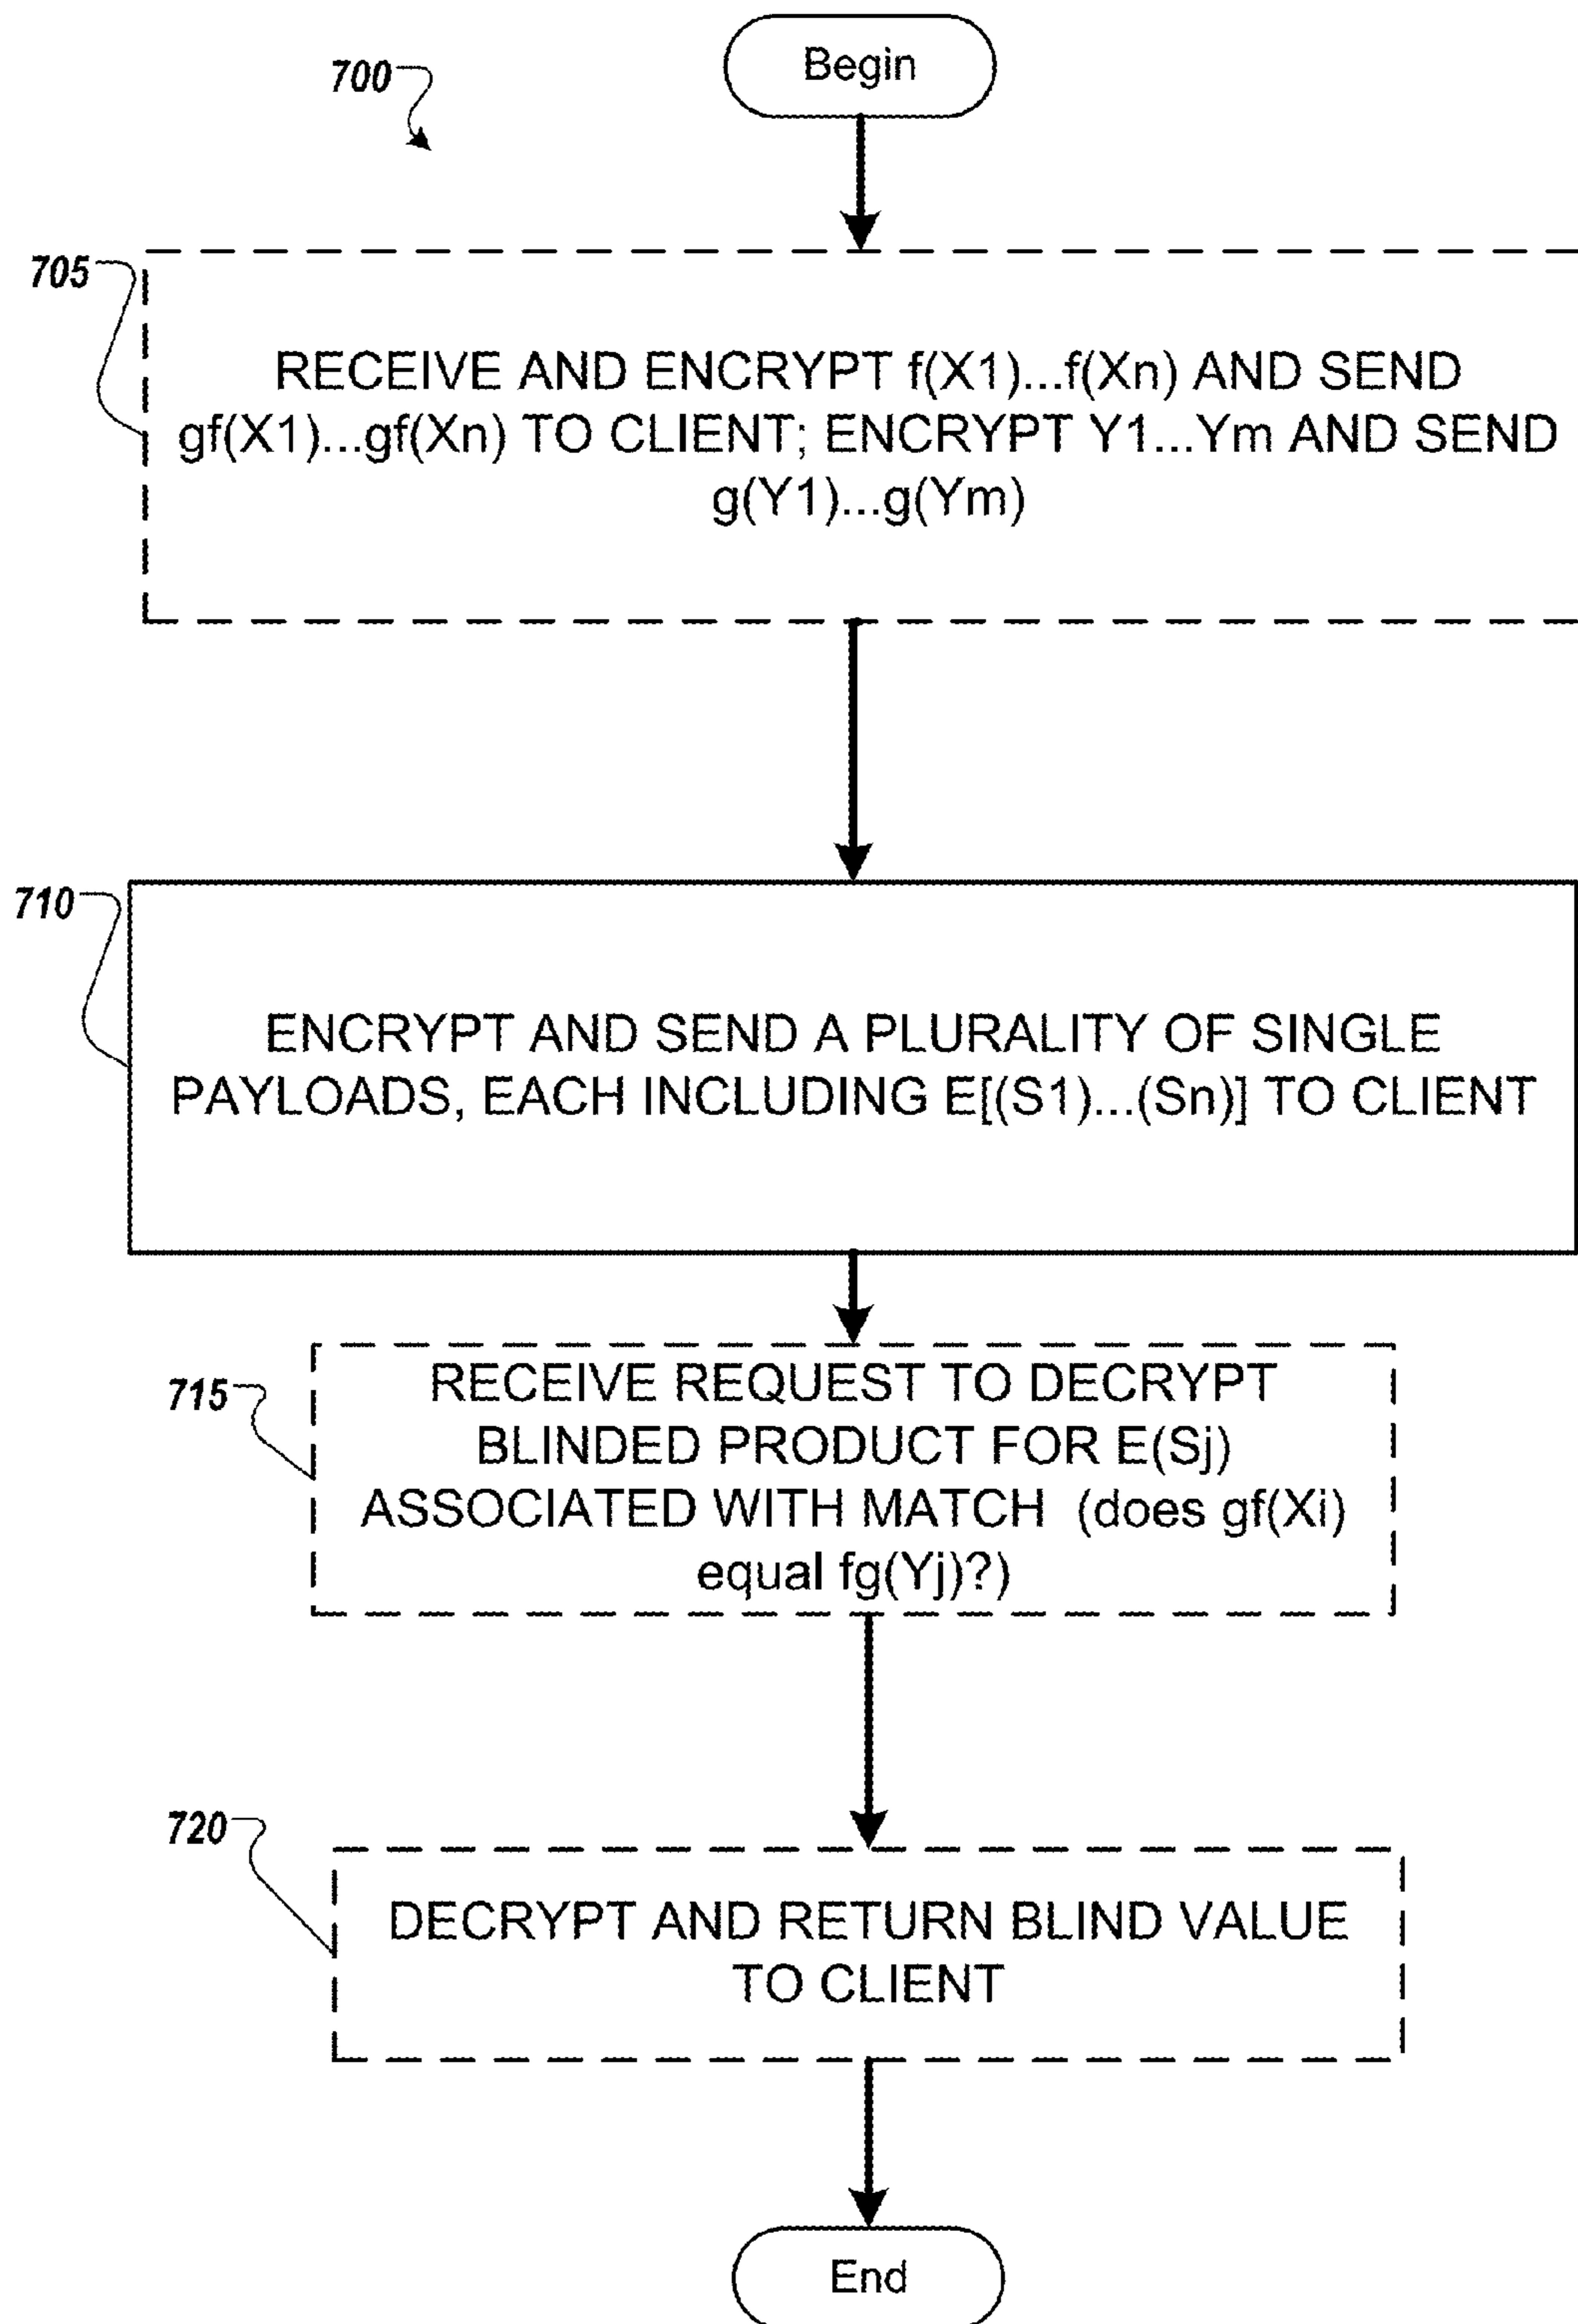 Begin
700
705
RECEIVE AND ENCRYPT f(X1)...f(Xn) AND SEND
gf(X1)...gf(Xn) TO CLIENT; ENCRYPT Y1...Ym AND SEND
g(Y1)...g(Ym)
710
ENCRYPT AND SEND A PLURALITY OF SINGLE
PAYLOADS, EACH INCLUDING E[(S1)...(Sn)] TO CLIENT
715
RECEIVE REQUEST TO DECRYPT
BLINDED PRODUCT FOR E(Sj)
ASSOCIATED WITH MATCH (does gf(Xi)
equal fg(Yj)?)
720
DECRYPT AND RETURN BLIND VALUE
TO CLIENT
End